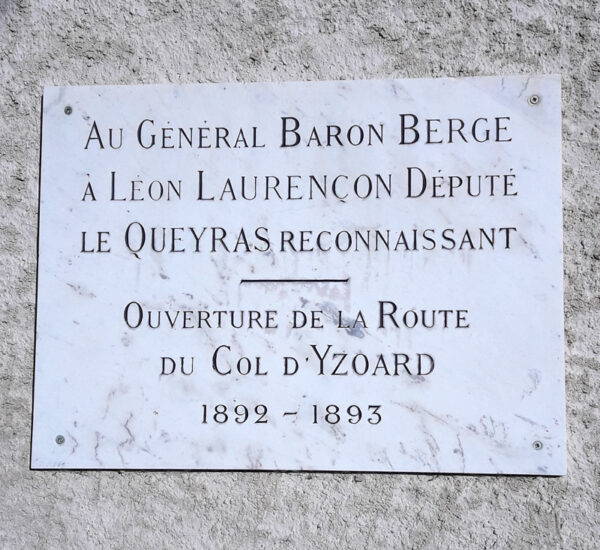 AU GÉNÉRAL BARON BERGE
À LÉON LAURENÇON DÉPUTÉ
LE QUEYRAS RECONNAISSANT
OUVERTURE DE LA ROUTE
DU COL D'YZOARD
1892 - 1893